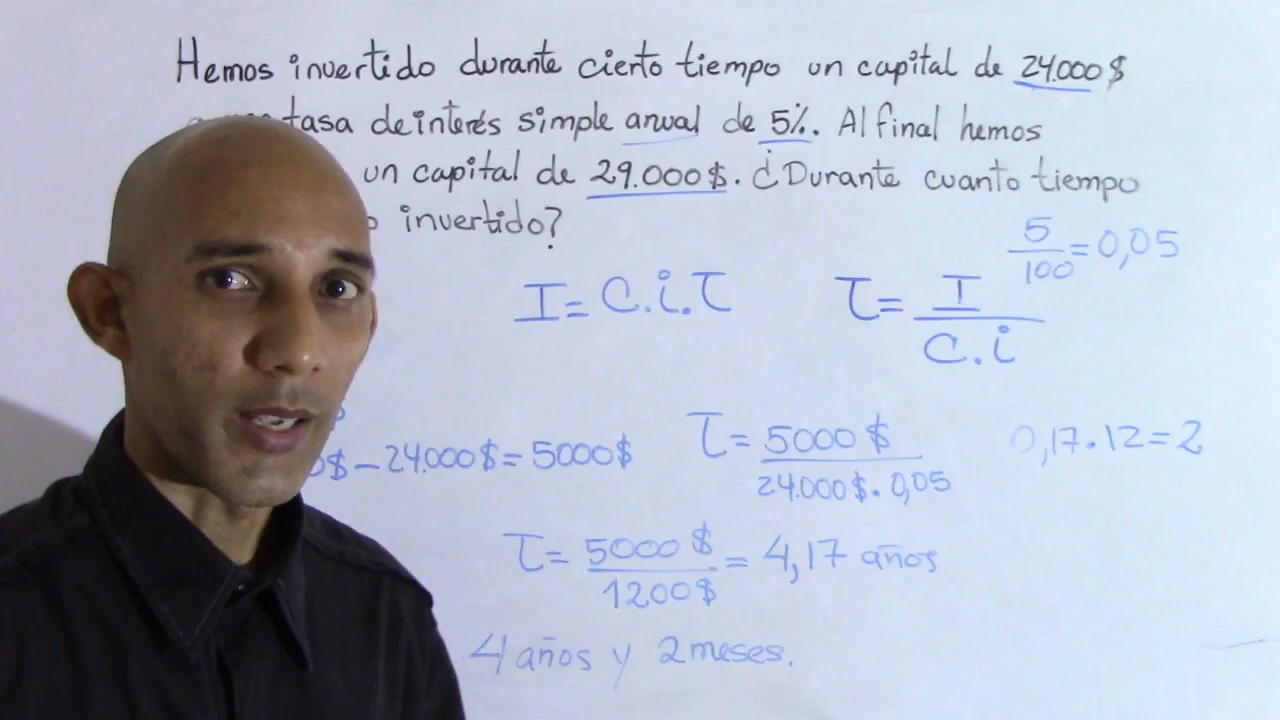 Hemos invertido durante cierto tiempo un capital de 24.000$
tasa de interés simple anual de 5%. Al final hemos
un capital de 29.000$. ¿Durante cuanto tiempo
invertido?
5/100=0,05
I=C.i.T
T=I/C.i
$-24.000$=5000$
T=5000$/24.000$.0,05
0,17.12=2
T=5000$/1200$=4,17 años
4 años y 2 meses.